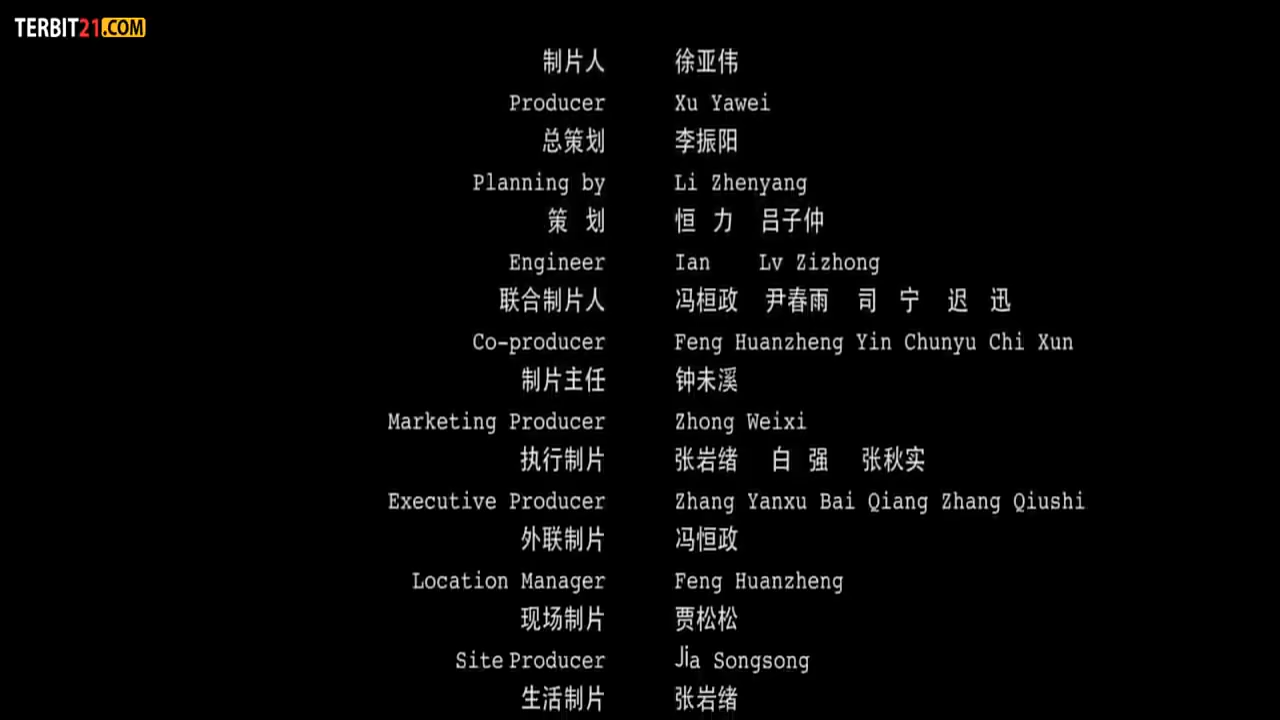 TERBIT21.COM
制片人 徐亚伟
Producer Xu Yawei
总策划 李振阳
Planning by Li Zhenyang
策 划 恒 力 吕子仲
Engineer Ian Lv Zizhong
联合制片人 冯桓政 尹春雨 司 宁 迟 迅
Co-producer Feng Huanzheng Yin Chunyu Chi Xun
制片主任 钟未溪
Marketing Producer Zhong Weixi
执行制片 张岩绪 白 强 张秋实
Executive Producer Zhang Yanxu Bai Qiang Zhang Qiushi
外联制片 冯恒政
Location Manager Feng Huanzheng
现场制片 贾松松
Site Producer Jia Songsong
生活制片 张岩绪